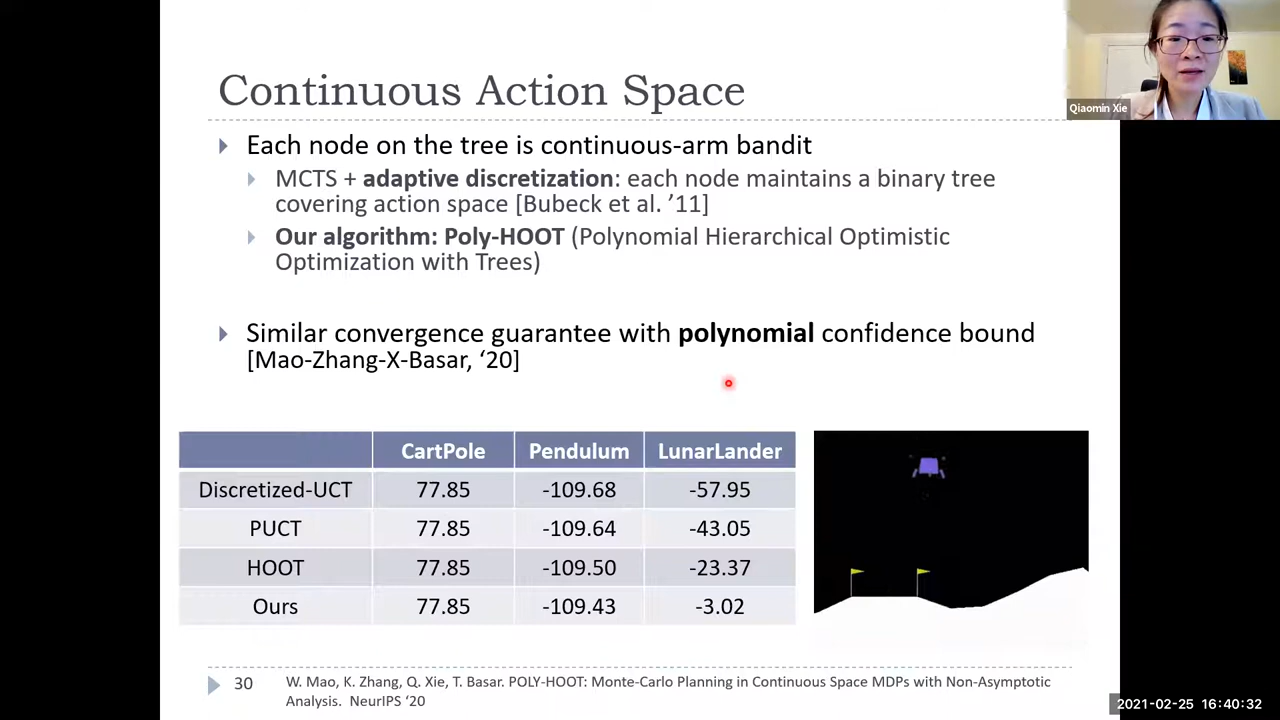 Continuous Action Space
Qiaomin Xie
Each node on the tree is continuous-arm bandit
MCTS + adaptive discretization: each node maintains a binary tree
covering action space [Bubeck et al. ’11]
Our algorithm: Poly-HOOT (Polynomial Hierarchical Optimistic
Optimization with Trees)
Similar convergence guarantee with polynomial confidence bound
[Mao-Zhang-X-Basar, ‘20]
CartPole Pendulum LunarLander
Discretized-UCT 77.85 -109.68 -57.95
PUCT 77.85 -109.64 -43.05
HOOT 77.85 -109.50 -23.37
Ours 77.85 -109.43 -3.02
30
W. Mao, K. Zhang, Q. Xie, T. Basar. POLY-HOOT: Monte-Carlo Planning in Continuous Space MDPs with Non-Asymptotic
Analysis. NeurIPS ‘20
2021-02-25 16:40:32